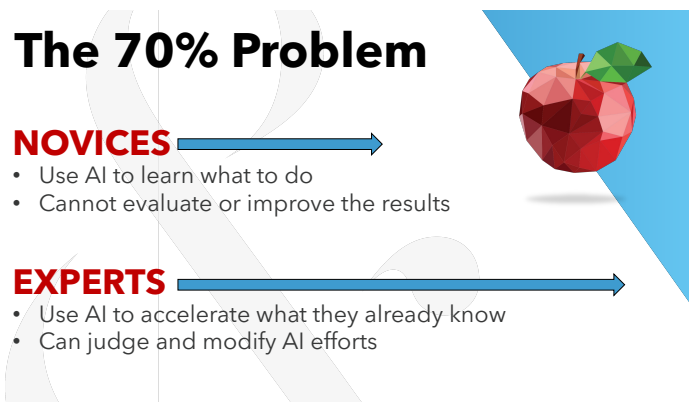 The 70% Problem
NOVICES
• Use AI to learn what to do
• Cannot evaluate or improve the results
EXPERTS
• Use AI to accelerate what they already know
• Can judge and modify AI efforts